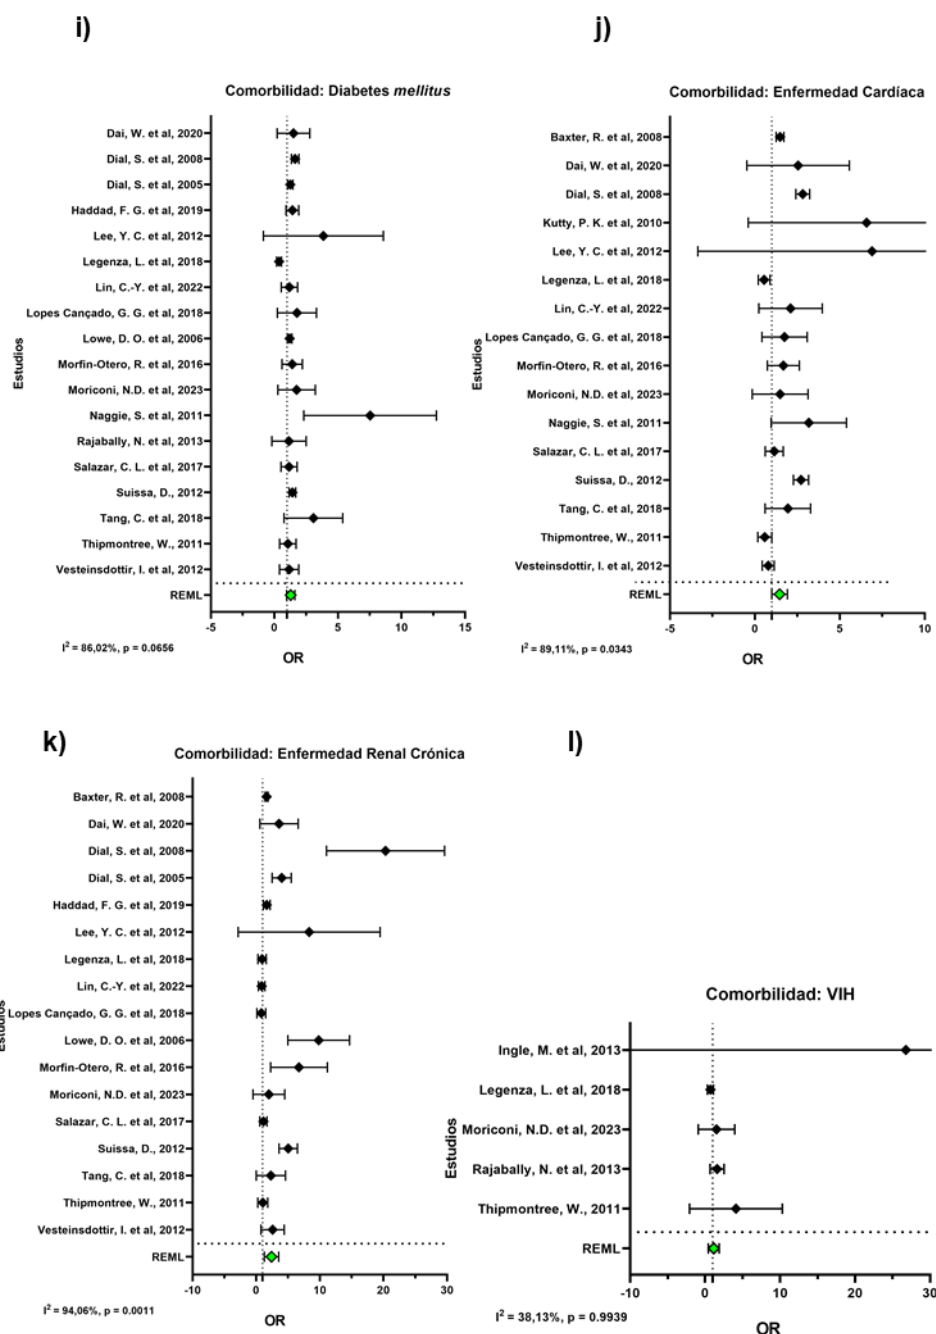 i)
Comorbilidad: Diabetes mellitus
Estudios
Dai, W. et al, 2020
Dial, S. et al, 2008
Dial, S. et al, 2005
Haddad, F. G. et al, 2019
Lee, Y. C. et al, 2012
Legenza, L. et al, 2018
Lin, C.-Y. et al, 2022
Lopes Cançado, G. G. et al, 2018
Lowe, D. O. et al, 2006
Morfin-Otero, R. et al, 2016
Moriconi, N.D. et al, 2023
Naggie, S. et al, 2011
Rajabally, N. et al, 2013
Salazar, C. L. et al, 2017
Suissa, D., 2012
Tang, C. et al, 2018
Thipmontree, W., 2011
Vesteinsdottir, I. et al, 2012
REML
-5 0 5 10 15
I² = 86,02%, p = 0.0656
OR
j)
Comorbilidad: Enfermedad Cardíaca
Estudios
Baxter, R. et al, 2008
Dai, W. et al, 2020
Dial, S. et al, 2008
Kutty, P. K. et al, 2010
Lee, Y. C. et al, 2012
Legenza, L. et al, 2018
Lin, C.-Y. et al, 2022
Lopes Cançado, G. G. et al, 2018
Morfin-Otero, R. et al, 2016
Moriconi, N.D. et al, 2023
Naggie, S. et al, 2011
Salazar, C. L. et al, 2017
Suissa, D., 2012
Tang, C. et al, 2018
Thipmontree, W., 2011
Vesteinsdottir, I. et al, 2012
REML
-5 0 5 10
I² = 89,11%, p = 0.0343
OR
k)
Comorbilidad: Enfermedad Renal Crónica
Estudios
Baxter, R. et al, 2008
Dai, W. et al, 2020
Dial, S. et al, 2008
Dial, S. et al, 2005
Haddad, F. G. et al, 2019
Lee, Y. C. et al, 2012
Legenza, L. et al, 2018
Lin, C.-Y. et al, 2022
Lopes Cançado, G. G. et al, 2018
Lowe, D. O. et al, 2006
Morfin-Otero, R. et al, 2016
Moriconi, N.D. et al, 2023
Salazar, C. L. et al, 2017
Suissa, D., 2012
Tang, C. et al, 2018
Thipmontree, W., 2011
Vesteinsdottir, I. et al, 2012
REML
-10 0 10 20 30
I² = 94,06%, p = 0.0011
OR
l)
Comorbilidad: VIH
Estudios
Ingle, M. et al, 2013
Legenza, L. et al, 2018
Moriconi, N.D. et al, 2023
Rajabally, N. et al, 2013
Thipmontree, W., 2011
REML
-10 0 10 20 30
I² = 38,13%, p = 0.9939
OR